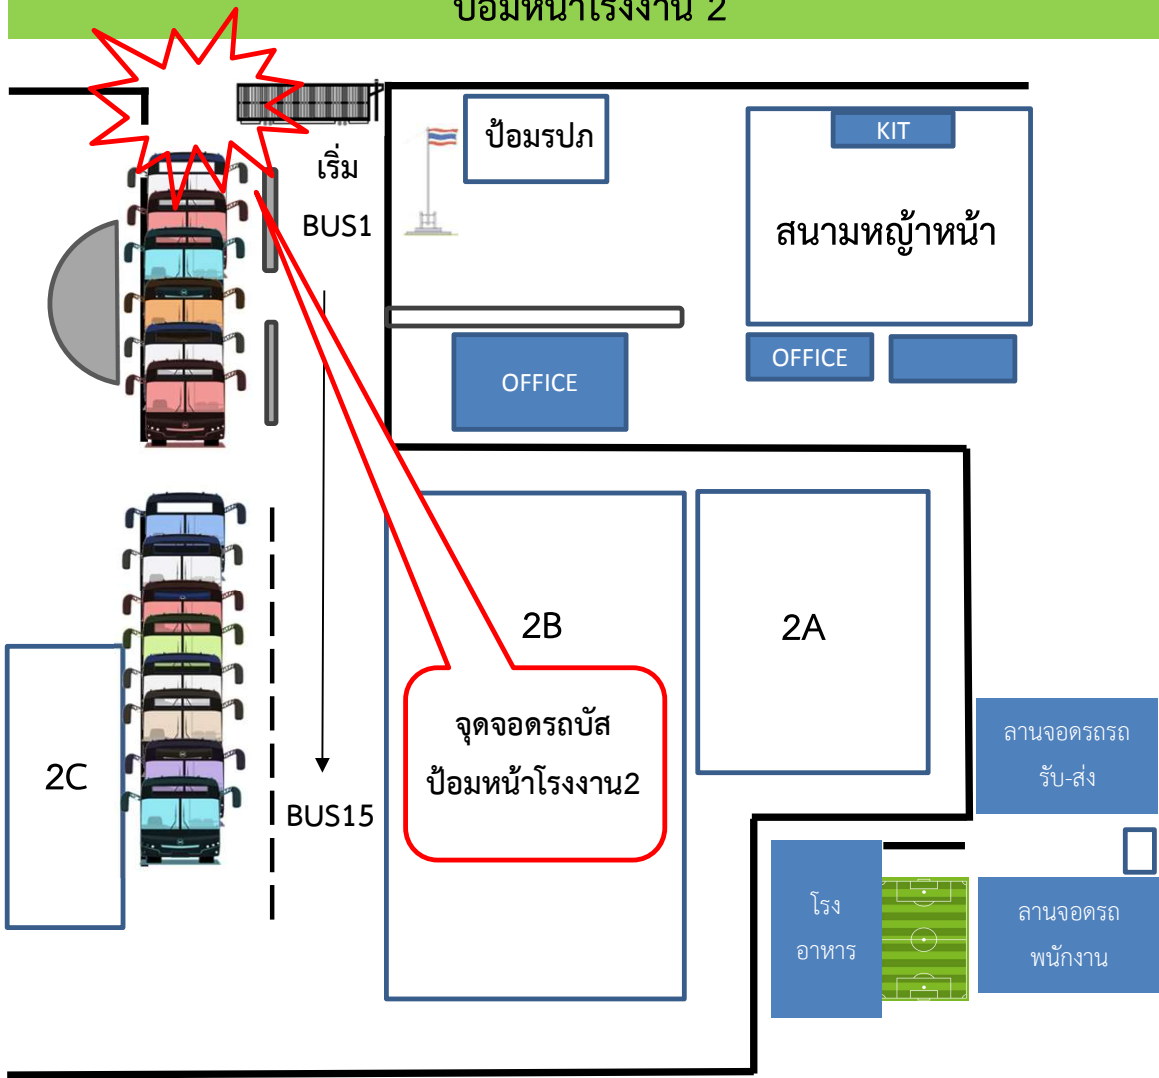 ป้อมหน้าโรงงาน 2
ป้อมรปภ
KIT
เริ่ม
BUS1
สนามหญ้าหน้า
OFFICE
OFFICE
2B
2A
จุดจอดรถบัส
ป้อมหน้าโรงงาน2
2C
BUS15
ลานจอดรถรถ
รับ-ส่ง
โรง
อาหาร
ลานจอดรถ
พนักงาน